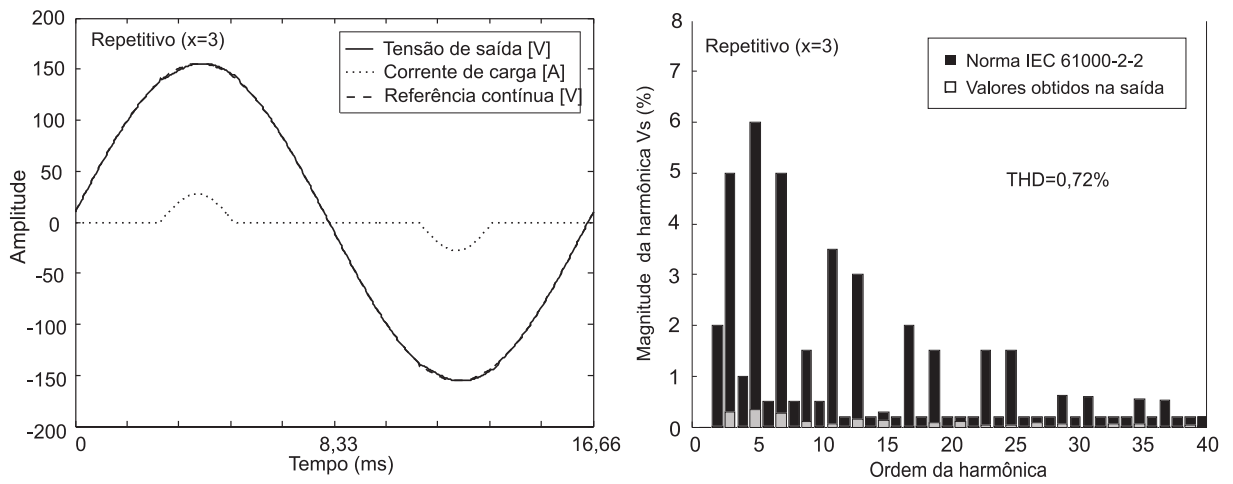 Repetitivo (x=3)
Tensão de saída [V]
Corrente de carga [A]
Referência contínua [V]
Amplitude
200
150
100
50
0
-50
-100
-150
-200
0
8,33
16,66
Tempo (ms)
Repetitivo (x=3)
Norma IEC 61000-2-2
Valores obtidos na saída
THD=0,72%
Magnitude da harmônica Vs (%)
8
7
6
5
4
3
2
1
0
0
5
10
15
20
25
30
35
40
Ordem da harmônica